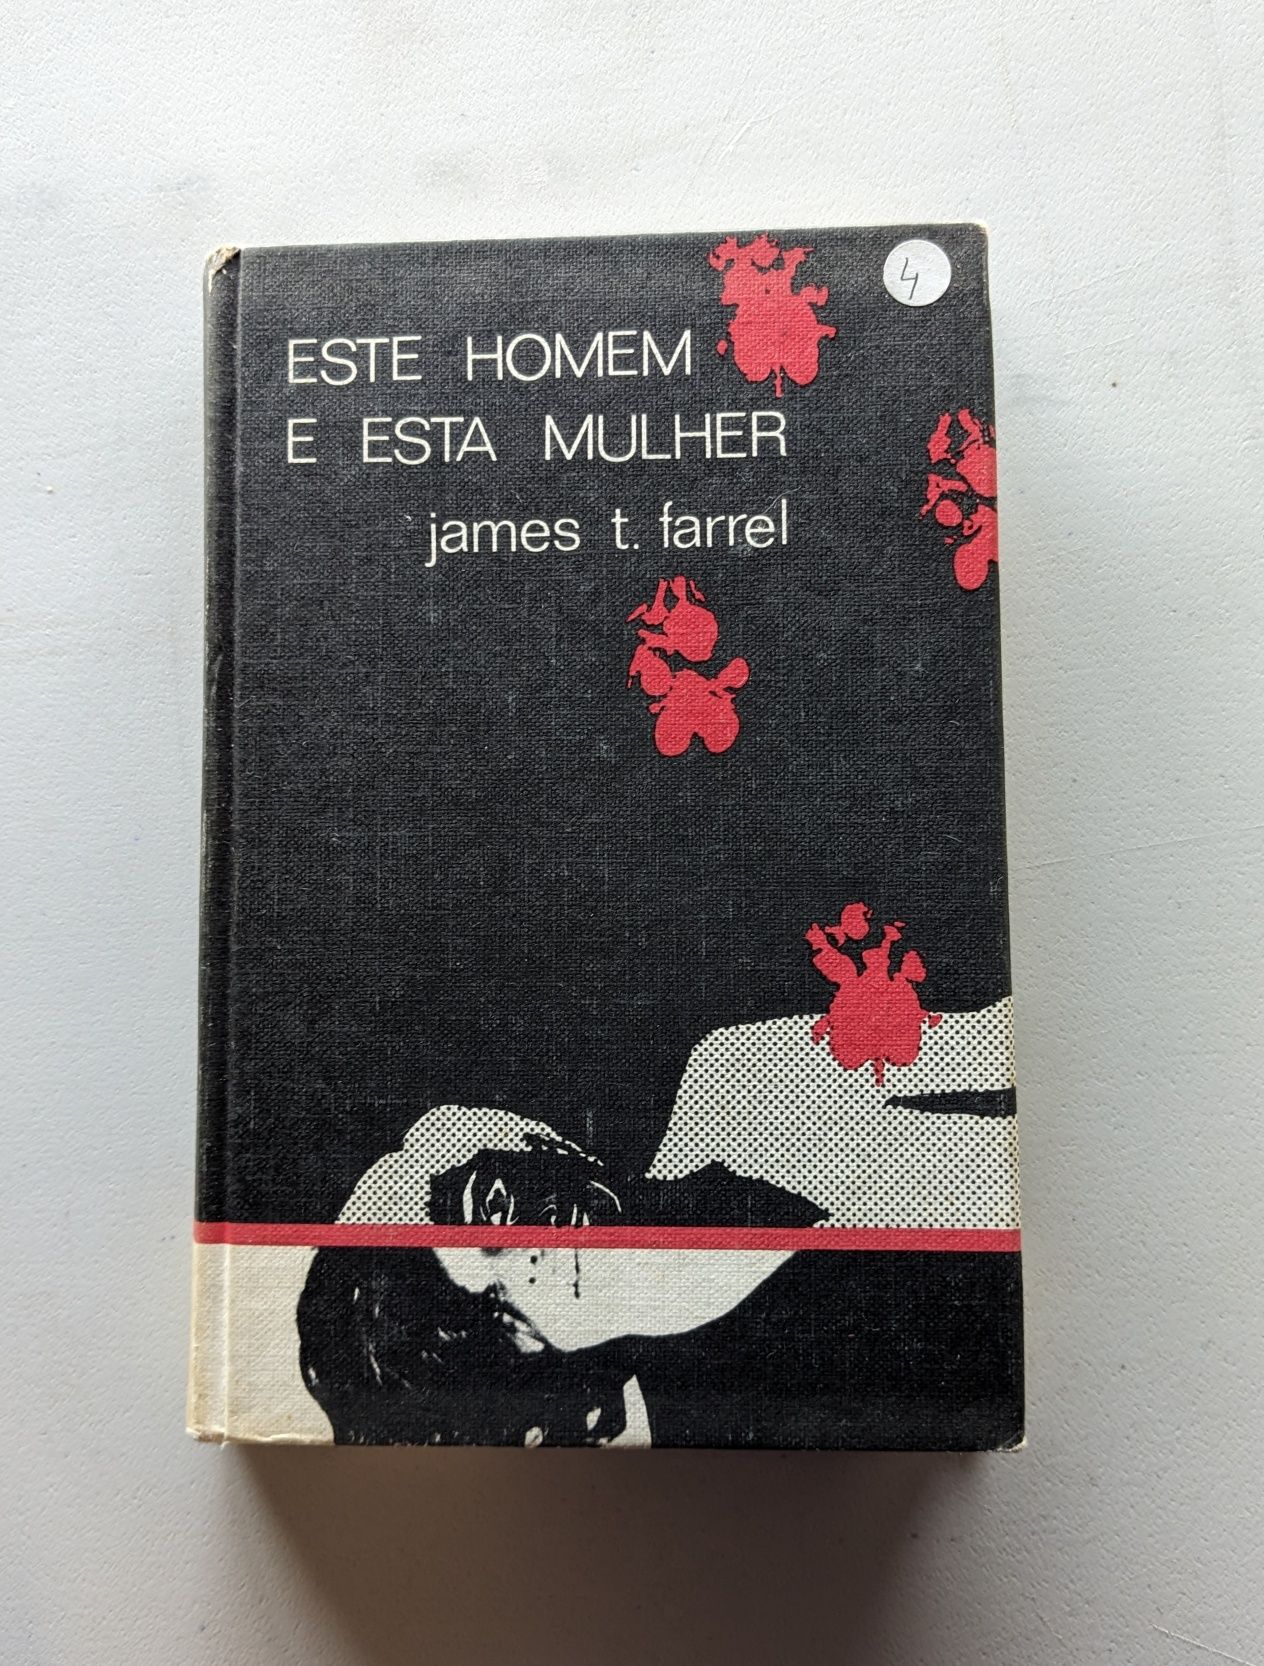 4
ESTE HOMEM
E ESTA MULHER
james t. farrel